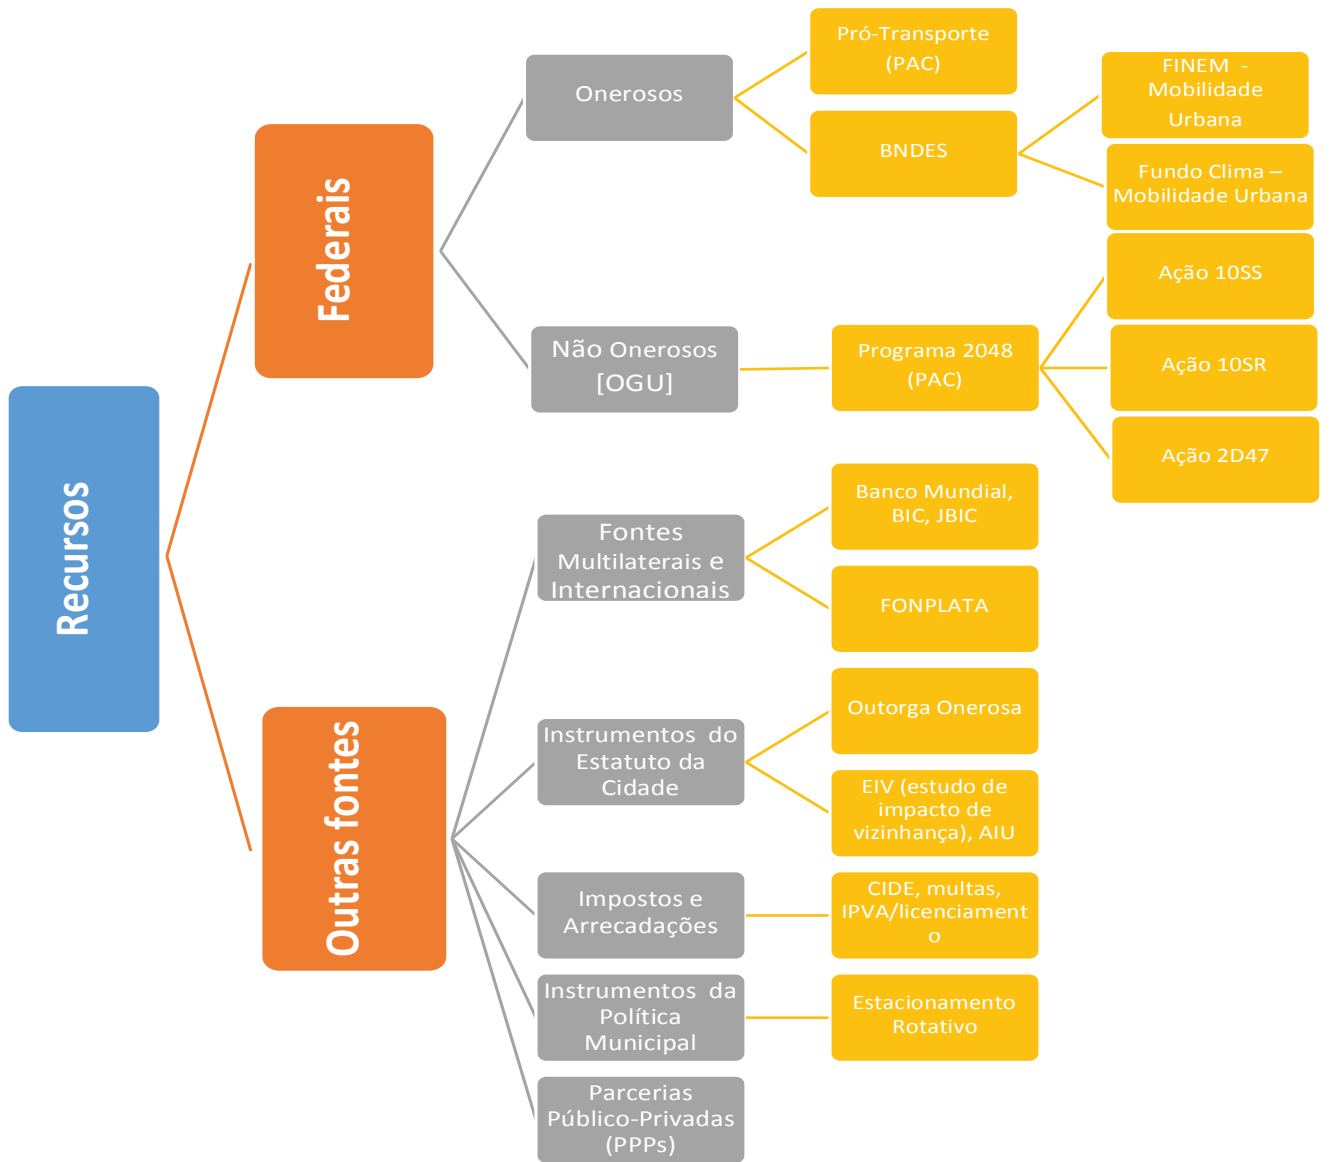 Recursos
Federais
Onerosos
Pró-Transporte
(PAC)
BNDES
FINEM -
Mobilidade
Urbana
Fundo Clima –
Mobilidade Urbana
Não Onerosos
[OGU]
Programa 2048
(PAC)
Ação 10SS
Ação 10SR
Ação 2D47
Outras fontes
Fontes
Multilaterais e
Internacionais
Banco Mundial,
BIC, JBIC
FONPLATA
Instrumentos do
Estatuto da
Cidade
Outorga Onerosa
EIV (estudo de
impacto de
vizinhança), AIU
Impostos e
Arrecadações
CIDE, multas,
IPVA/licenciament
o
Instrumentos da
Política
Municipal
Estacionamento
Rotativo
Parcerias
Público-Privadas
(PPPs)